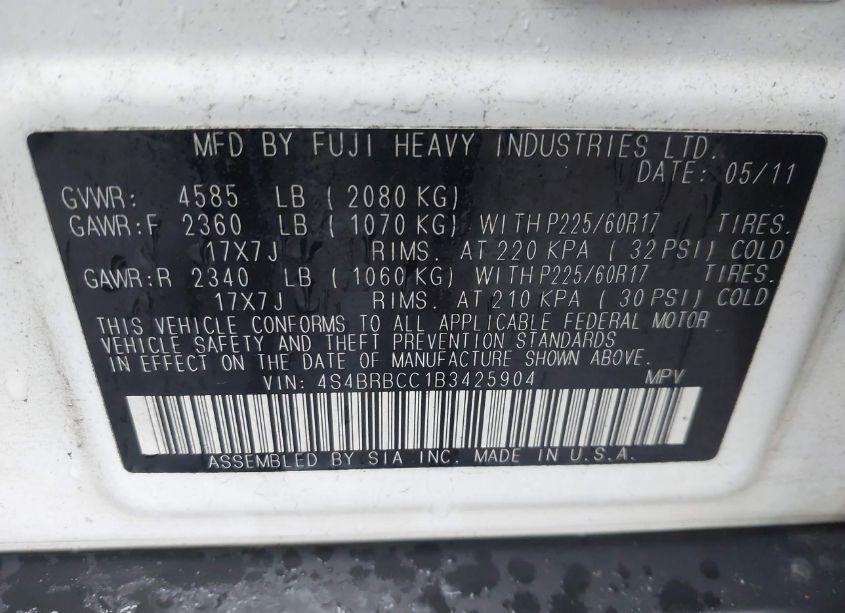 MFD BY FUJI HEAVY INDUSTRIES LTD.
DATE: 05/11
GVWR: 4585 LB ( 2080 KG)
GAWR:F 2360 LB ( 1070 KG) WITH P225/60R17 TIRES.
17X7J RIMS. AT 220 KPA ( 32 PSI) COLD
GAWR:R 2340 LB ( 1060 KG) WITH P225/60R17 TIRES.
17X7J RIMS. AT 210 KPA ( 30 PSI) COLD
THIS VEHICLE CONFORMS TO ALL APPLICABLE FEDERAL MOTOR
VEHICLE SAFETY AND THEFT PREVENTION STANDARDS
IN EFFECT ON THE DATE OF MANUFACTURE SHOWN ABOVE.
VIN: 4S4BRBCC1B3425904 MPV
ASSEMBLED BY SIA INC. MADE IN U.S.A.